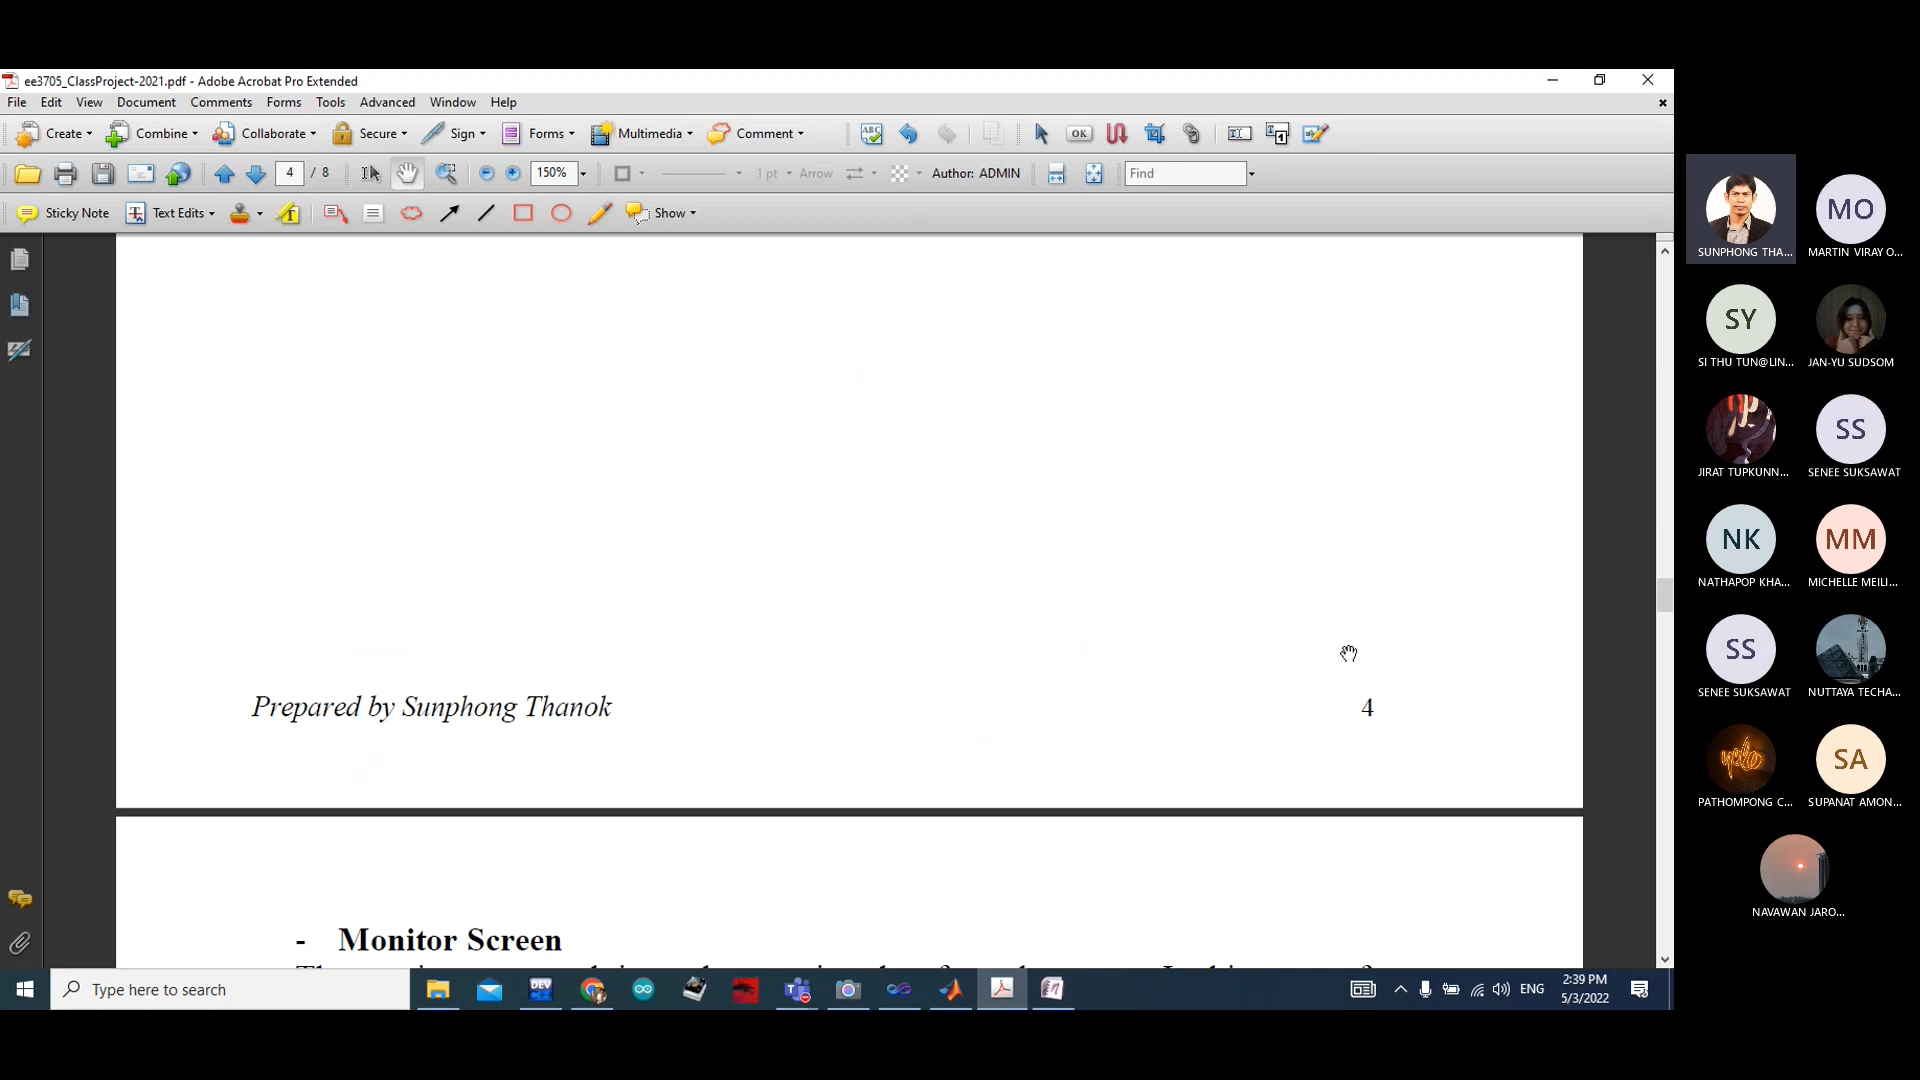 ee3705_ClassProject-2021.pdf - Adobe Acrobat Pro Extended
File Edit View Document Comments Forms Tools Advanced Window Help
Create Combine Collaborate Secure Sign Forms Multimedia Comment
4 / 8 150% 1 pt Arrow Author: ADMIN Find
Sticky Note Text Edits Show
Prepared by Sunphong Thanok 4
- Monitor Screen
Type here to search
ENG
2:39 PM
5/3/2022
SUNPHONG THA...
MO
MARTIN VIRAY O...
SY
SI THU TUN@LIN...
JAN-YU SUDSOM
JIRAT TUPKUNN...
SS
SENEE SUKSAWAT
NK
NATHAPOP KHA...
MM
MICHELLE MEILI...
SS
SENEE SUKSAWAT
NUTTAYA TECHA...
PATHOMPONG C...
SA
SUPANAT AMON...
NAVAWAN JARO...